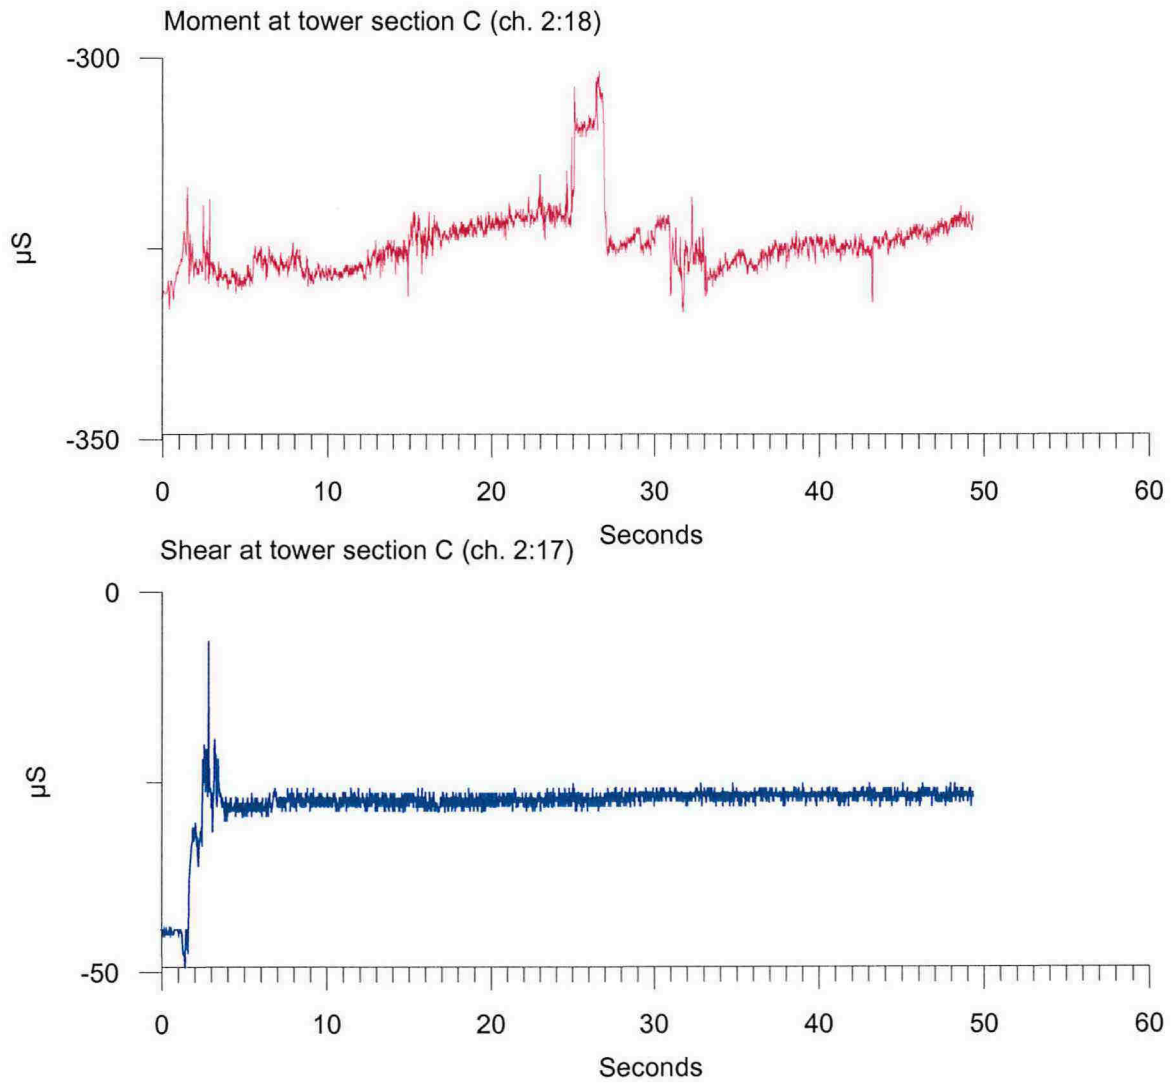 Moment at tower section C (ch. 2:18)
-300
µS
-350
0 10 20 30 40 50 60
Seconds
Shear at tower section C (ch. 2:17)
0
µS
-50
0 10 20 30 40 50 60
Seconds